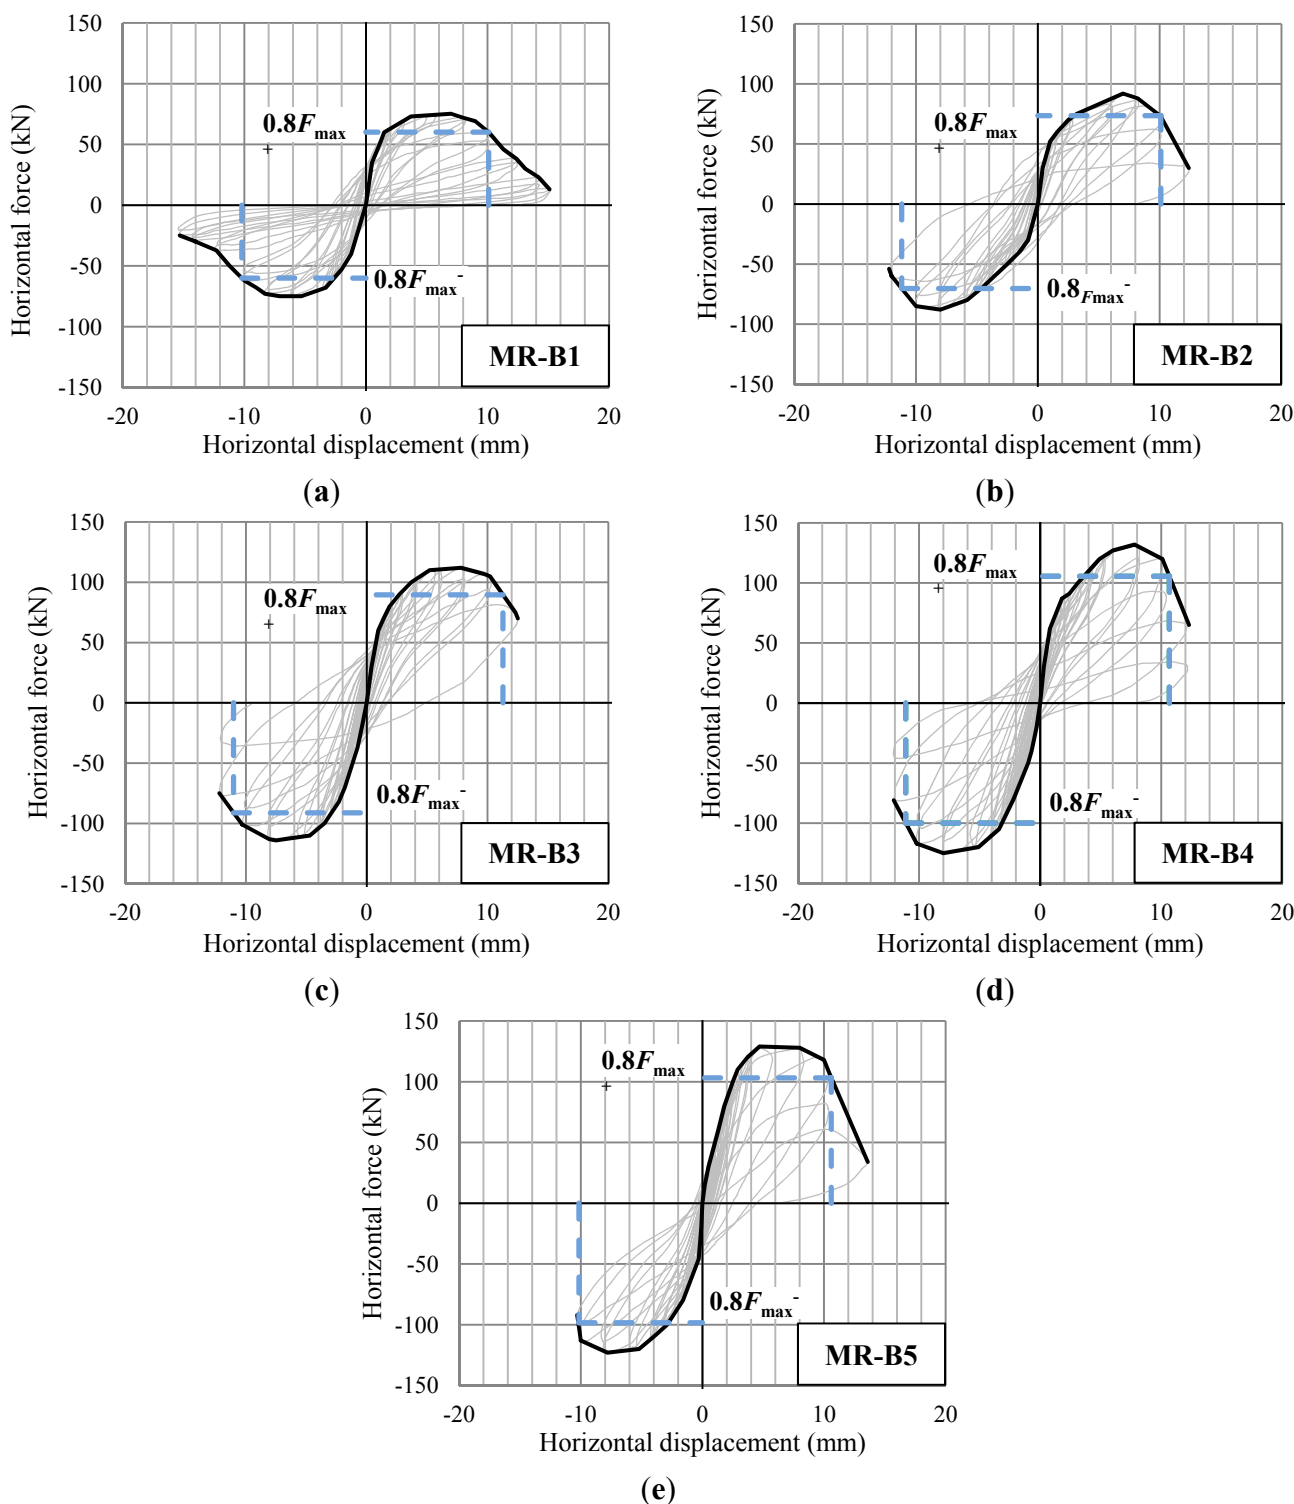 150
100
50
0
-50
-100
-150
-20 -10 0 10 20
Horizontal force (kN)
Horizontal displacement (mm)
0.8Fmax
+
0.8Fmax-
MR-B1
(a)
150
100
50
0
-50
-100
-150
-20 -10 0 10 20
Horizontal force (kN)
Horizontal displacement (mm)
0.8Fmax
+
0.8Fmax-
MR-B2
(b)
150
100
50
0
-50
-100
-150
-20 -10 0 10 20
Horizontal force (kN)
Horizontal displacement (mm)
0.8Fmax
+
0.8Fmax-
MR-B3
(c)
150
100
50
0
-50
-100
-150
-20 -10 0 10 20
Horizontal force (kN)
Horizontal displacement (mm)
0.8Fmax
+
0.8Fmax-
MR-B4
(d)
150
100
50
0
-50
-100
-150
-20 -10 0 10 20
Horizontal force (kN)
Horizontal displacement (mm)
0.8Fmax
+
0.8Fmax-
MR-B5
(e)